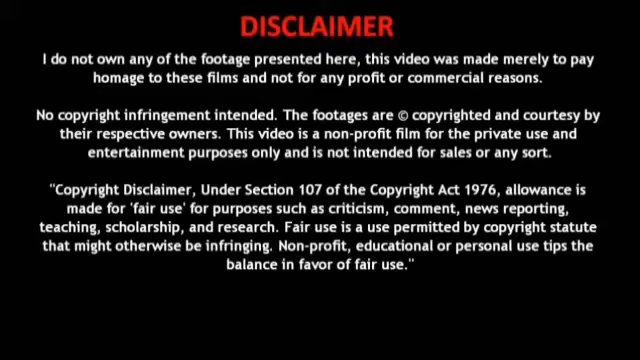 DISCLAIMER
I do not own any of the footage presented here, this video was made merely to pay
homage to these films and not for any profit or commercial reasons.
No copyright infringement intended. The footages are © copyrighted and courtesy by
their respective owners. This video is a non-profit film for the private use and
entertainment purposes only and is not intended for sales or any sort.
"Copyright Disclaimer, Under Section 107 of the Copyright Act 1976, allowance is
made for 'fair use' for purposes such as criticism, comment, news reporting,
teaching, scholarship, and research. Fair use is a use permitted by copyright statute
that might otherwise be infringing. Non-profit, educational or personal use tips the
balance in favor of fair use."